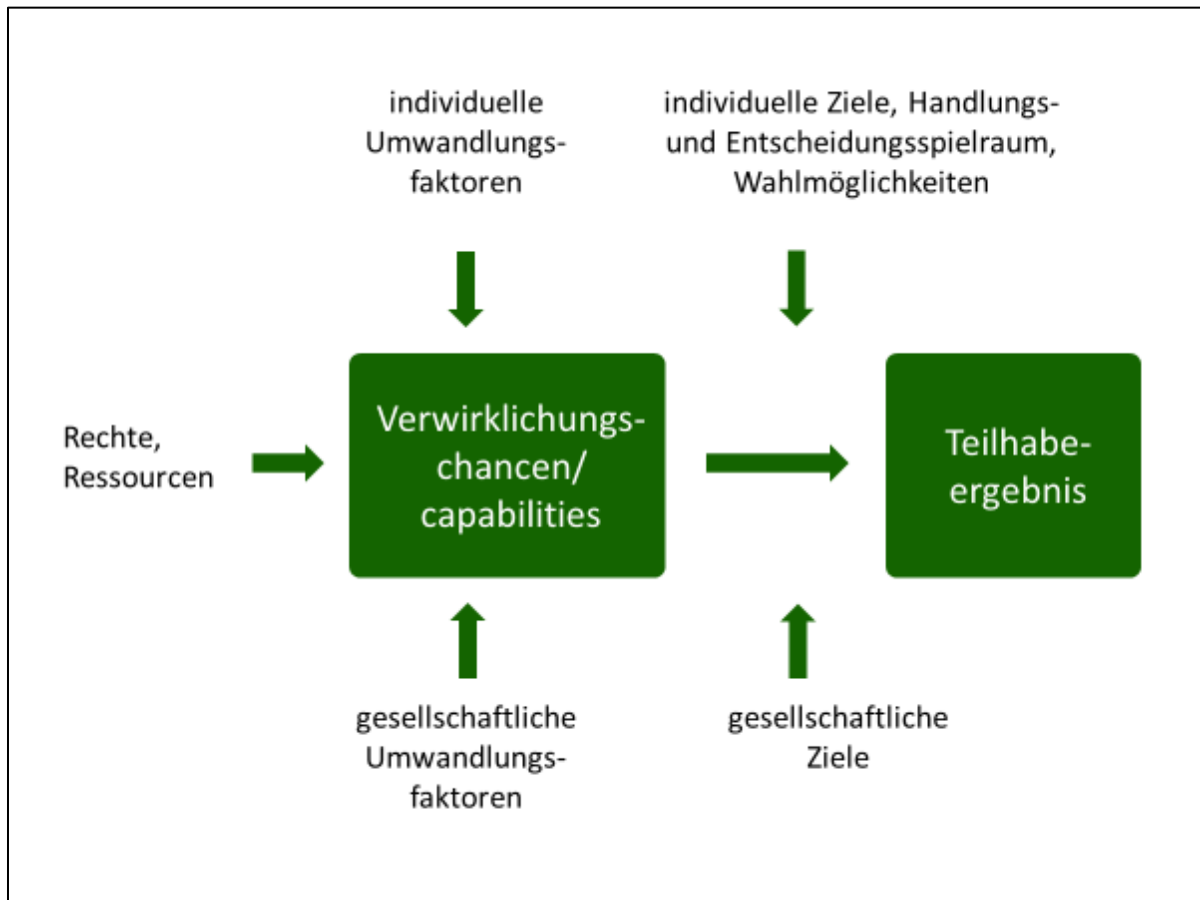 individuelle
Umwandlungs-
faktoren
individuelle Ziele, Handlungs-
und Entscheidungsspielraum,
Wahlmöglichkeiten
Rechte,
Ressourcen
Verwirklichungs-
chancen/
capabilities
Teilhabe-
ergebnis
gesellschaftliche
Umwandlungs-
faktoren
gesellschaftliche
Ziele